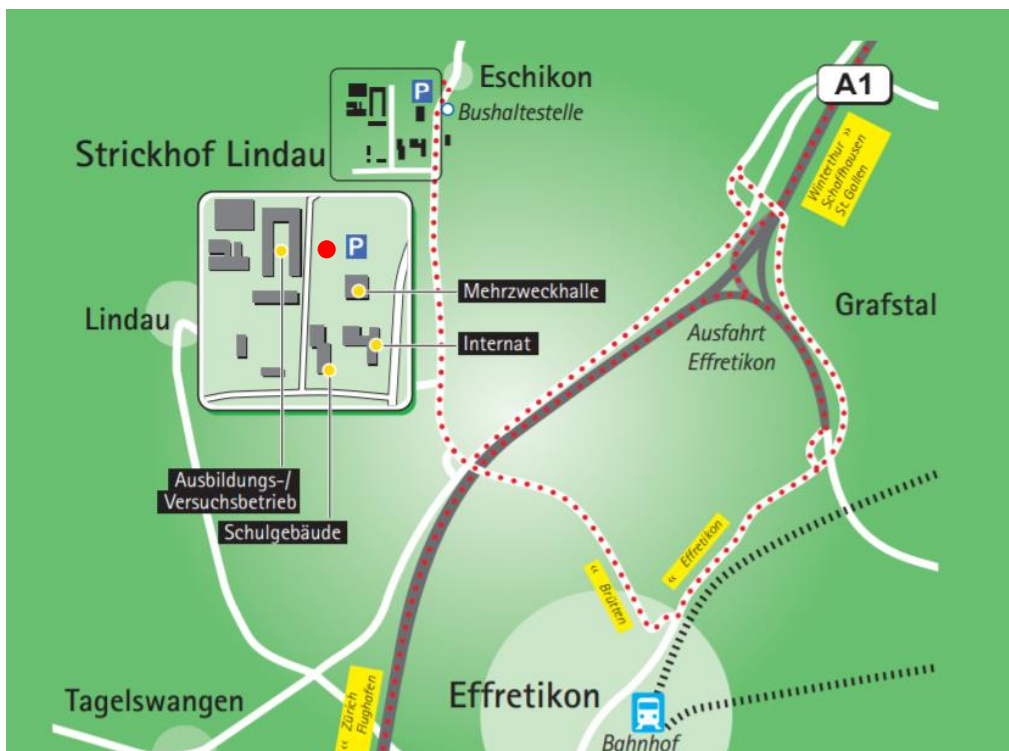 A1
Eschikon
P
Bushaltestelle
Strickhof Lindau
Winterthur »
Schaffhausen
St. Gallen
P
Mehrzweckhalle
Lindau
Grafstal
Internat
Ausfahrt
Effretikon
Ausbildungs-/
Versuchsbetrieb
Schulgebäude
« Effretikon
« Brütten
Tagelswangen
« Zürich
Flughafen
Effretikon
Bahnhof